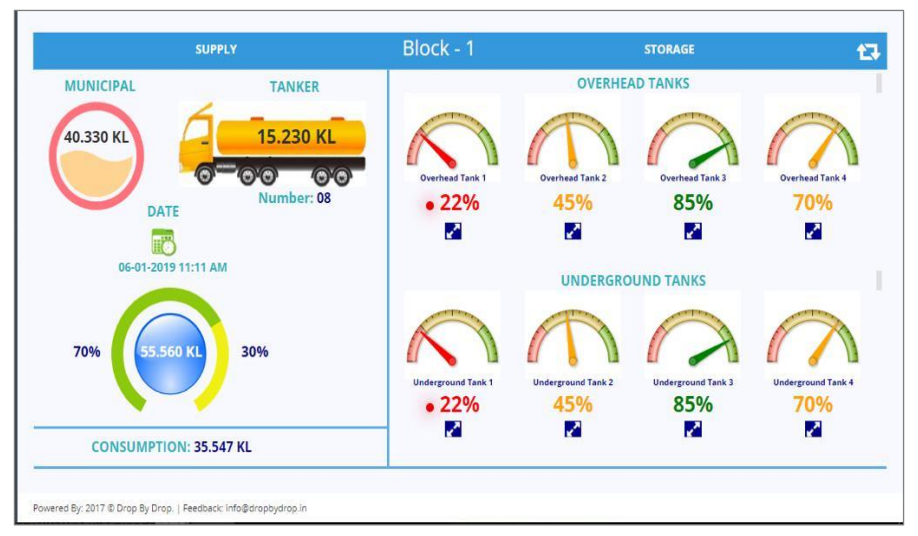 SUPPLY
Block - 1
STORAGE
MUNICIPAL
TANKER
40.330 KL
15.230 KL
Number: 08
DATE
06-01-2019 11:11 AM
70%
55.560 KL
30%
CONSUMPTION: 35.547 KL
OVERHEAD TANKS
Overhead Tank 1
Overhead Tank 2
Overhead Tank 3
Overhead Tank 4
22%
45%
85%
70%
UNDERGROUND TANKS
Underground Tank 1
Underground Tank 2
Underground Tank 3
Underground Tank 4
22%
45%
85%
70%
Powered By: 2017 © Drop By Drop. | Feedback: info@dropbydrop.in